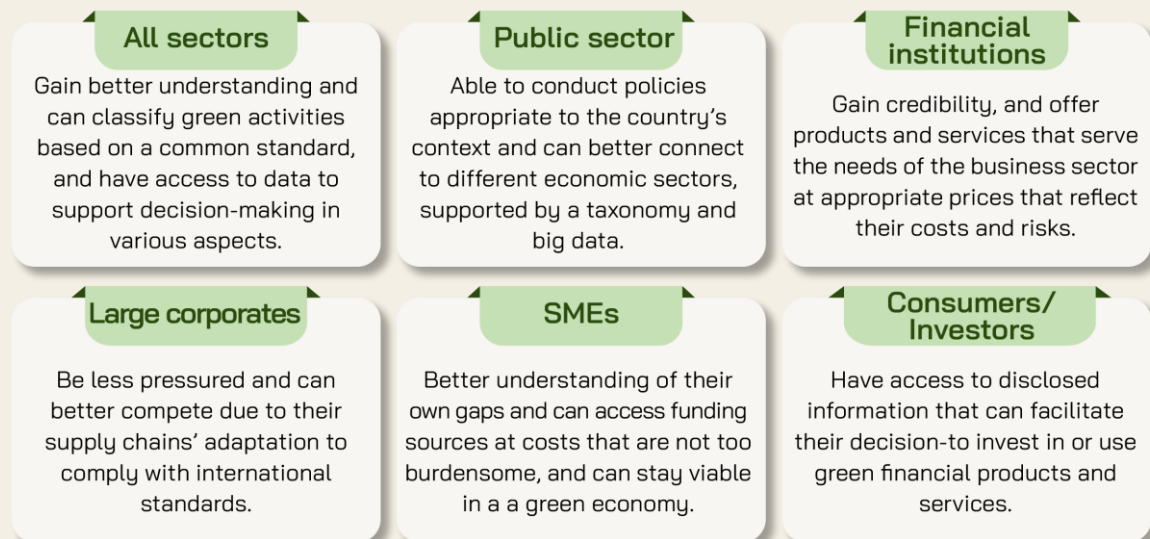 All sectors
Gain better understanding and
can classify green activities
based on a common standard,
and have access to data to
support decision-making in
various aspects.
Public sector
Able to conduct policies
appropriate to the country's
context and can better connect
to different economic sectors,
supported by a taxonomy and
big data.
Financial
institutions
Gain credibility, and offer
products and services that serve
the needs of the business sector
at appropriate prices that reflect
their costs and risks.
Large corporates
Be less pressured and can
better compete due to their
supply chains' adaptation to
comply with international
standards.
SMEs
Better understanding of their
own gaps and can access funding
sources at costs that are not too
burdensome, and can stay viable
in a a green economy.
Consumers/
Investors
Have access to disclosed
information that can facilitate
their decision-to invest in or use
green financial products and
services.